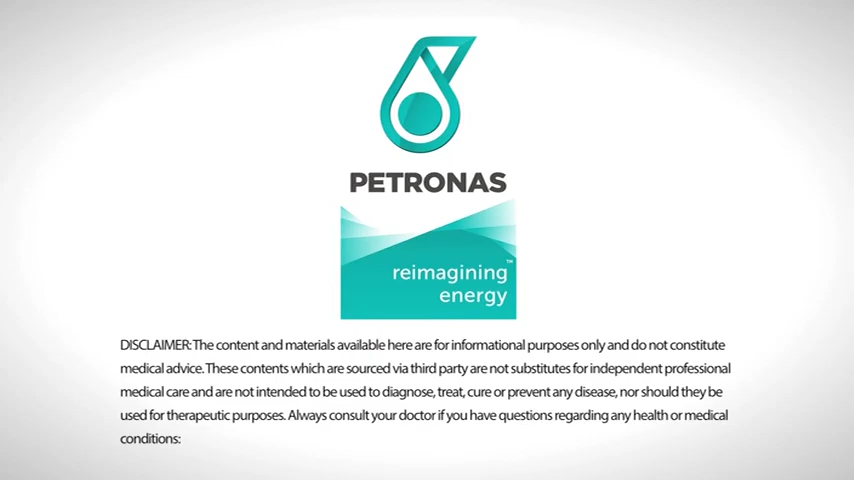 PETRONAS
reimagining™
energy
DISCLAIMER: The content and materials available here are for informational purposes only and do not constitute
medical advice. These contents which are sourced via third party are not substitutes for independent professional
medical care and are not intended to be used to diagnose, treat, cure or prevent any disease, nor should they be
used for therapeutic purposes. Always consult your doctor if you have questions regarding any health or medical
conditions: